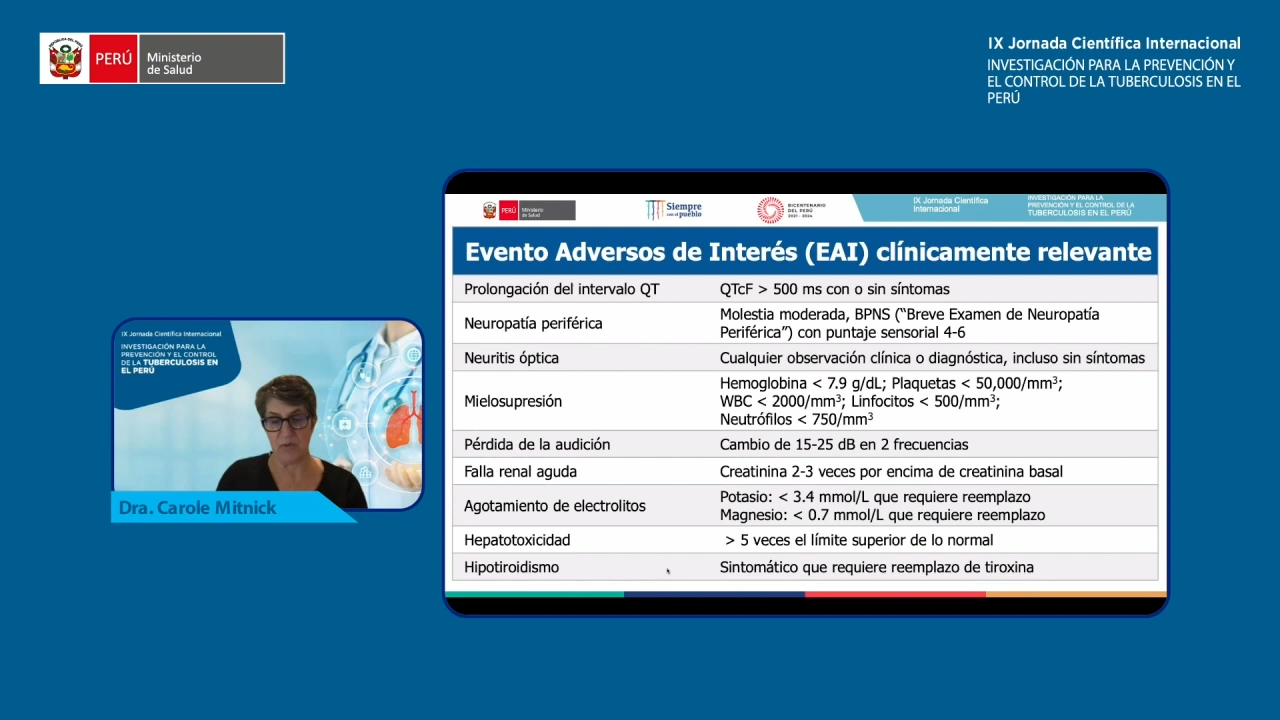 PERÚ
Ministerio
de Salud
IX Jornada Científica Internacional
INVESTIGACIÓN PARA LA PREVENCIÓN Y
EL CONTROL DE LA TUBERCULOSIS EN EL
PERÚ
PERÚ
Ministerio
de Salud
Siempre
con el pueblo
BICENTENARIO
DEL PERÚ
2021 - 2024
IX Jornada Científica
Internacional
INVESTIGACIÓN PARA LA
PREVENCIÓN Y EL CONTROL DE LA
TUBERCULOSIS EN EL PERÚ
Evento Adversos de Interés (EAI) clínicamente relevante
Prolongación del intervalo QT QTcF > 500 ms con o sin síntomas
Neuropatía periférica Molestia moderada, BPNS (“Breve Examen de Neuropatía
Periférica”) con puntaje sensorial 4-6
Neuritis óptica Cualquier observación clínica o diagnóstica, incluso sin síntomas
Mielosupresión Hemoglobina < 7.9 g/dL; Plaquetas < 50,000/mm³;
WBC < 2000/mm³; Linfocitos < 500/mm³;
Neutrófilos < 750/mm³
Pérdida de la audición Cambio de 15-25 dB en 2 frecuencias
Falla renal aguda Creatinina 2-3 veces por encima de creatinina basal
Agotamiento de electrolitos Potasio: < 3.4 mmol/L que requiere reemplazo
Magnesio: < 0.7 mmol/L que requiere reemplazo
Hepatotoxicidad > 5 veces el límite superior de lo normal
Hipotiroidismo Sintomático que requiere reemplazo de tiroxina
IX Jornada Científica Internacional
INVESTIGACIÓN PARA LA
PREVENCIÓN Y EL CONTROL
DE LA TUBERCULOSIS EN
EL PERÚ
Dra. Carole Mitnick